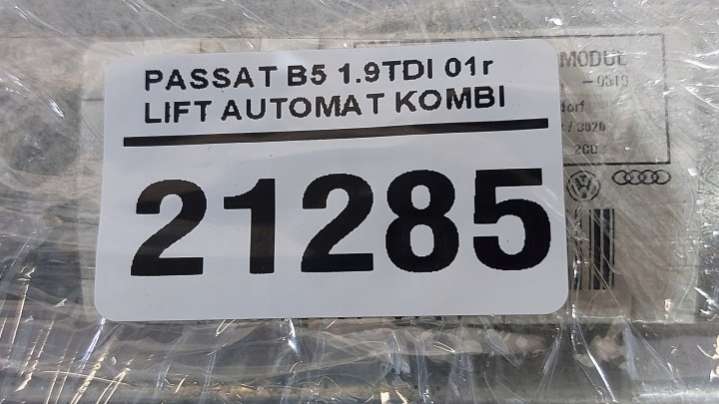 PASSAT B5 1.9TDI 01r
LIFT AUTOMAT KOMBI
21285
MODUL